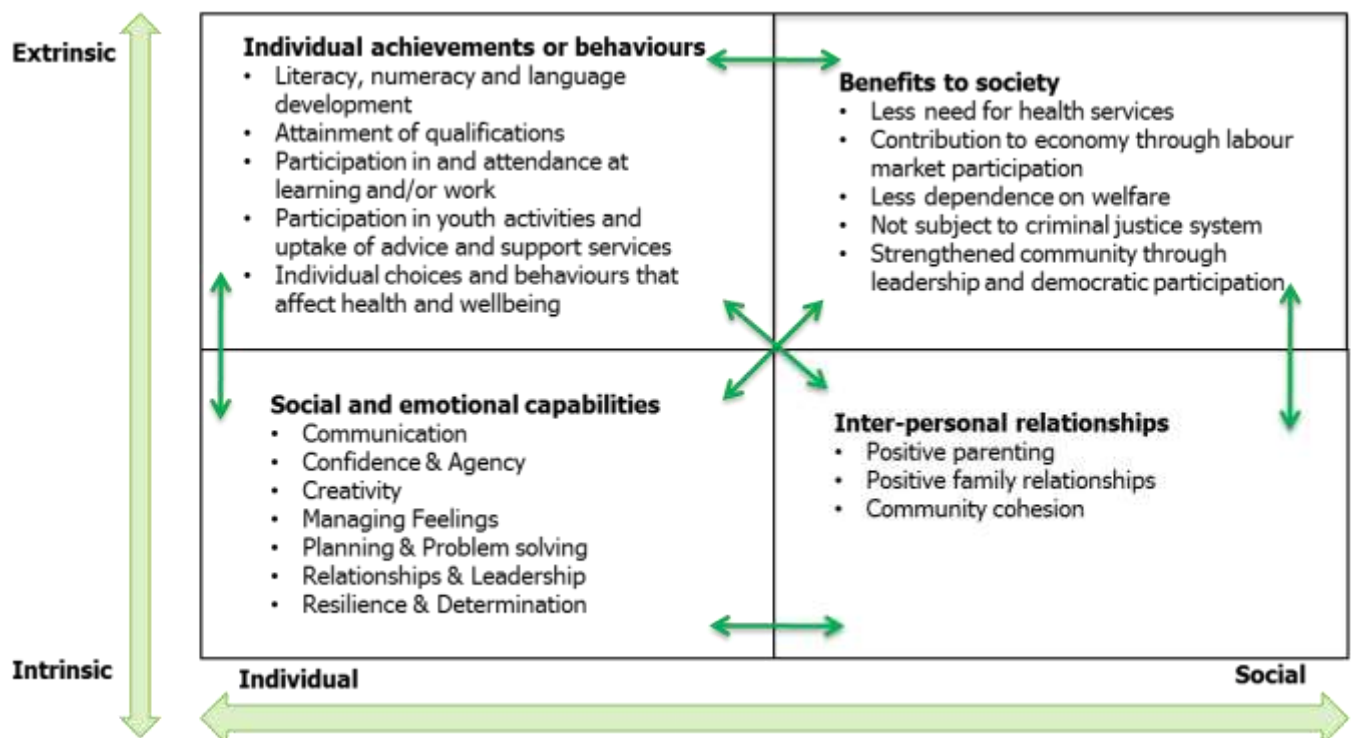 Extrinsic
Individual achievements or behaviours
• Literacy, numeracy and language
development
• Attainment of qualifications
• Participation in and attendance at
learning and/or work
• Participation in youth activities and
uptake of advice and support services
• Individual choices and behaviours that
affect health and wellbeing
Benefits to society
• Less need for health services
• Contribution to economy through labour
market participation
• Less dependence on welfare
• Not subject to criminal justice system
• Strengthened community through
leadership and democratic participation
Social and emotional capabilities
• Communication
• Confidence & Agency
• Creativity
• Managing Feelings
• Planning & Problem solving
• Relationships & Leadership
• Resilience & Determination
Inter-personal relationships
• Positive parenting
• Positive family relationships
• Community cohesion
Intrinsic
Individual
Social